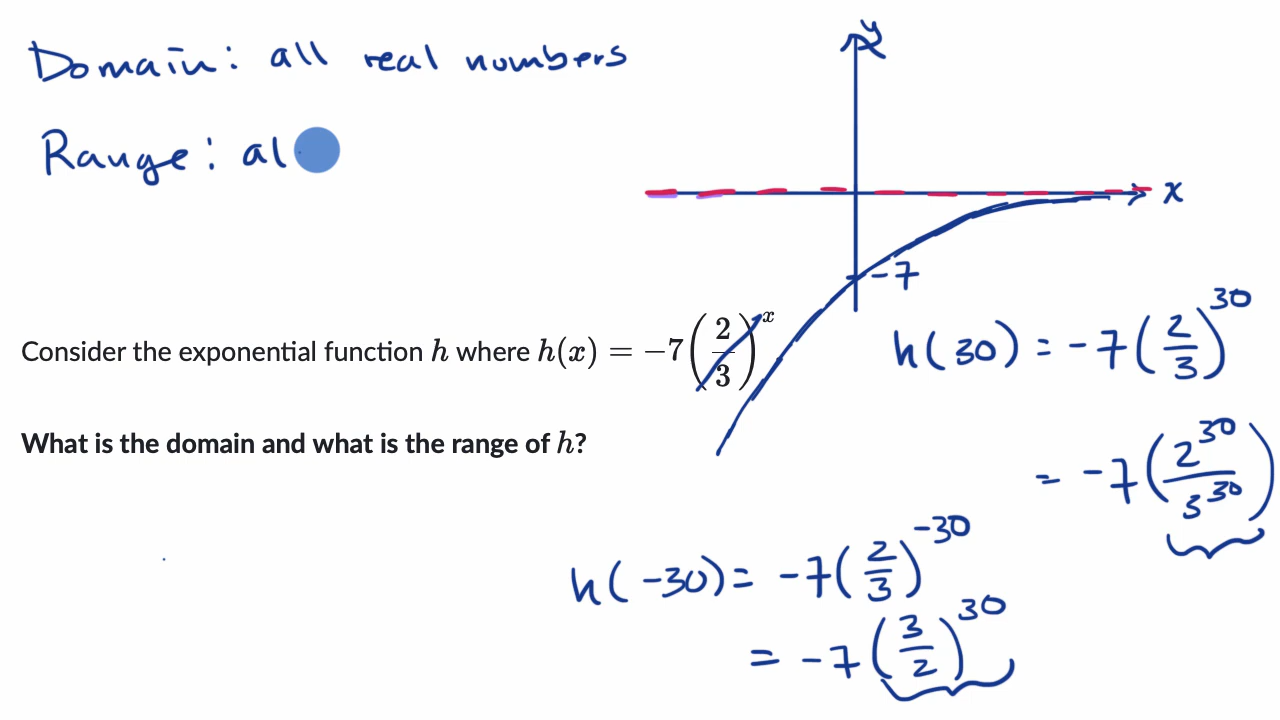 Domain: all real numbers
Range: al
y
x
-7
Consider the exponential function h where h(x) = −7(2/3)^x
What is the domain and what is the range of h?
h(30) = -7(2/3)^30
= -7(2^30/3^30)
h(-30) = -7(2/3)^-30
= -7(3/2)^30